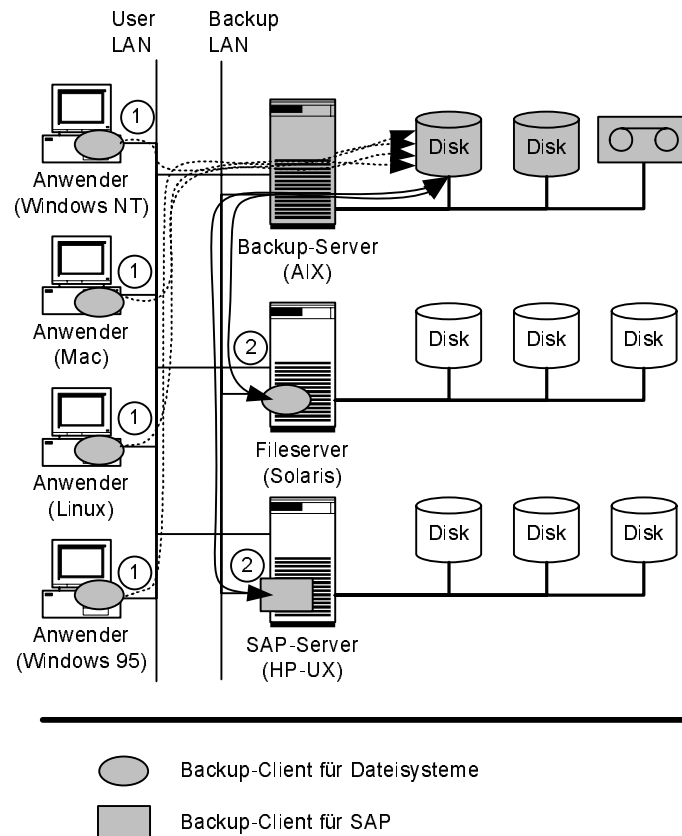 User
LAN
Backup
LAN
1
Anwender
(Windows NT)
Disk
Disk
Backup-Server
(AIX)
1
Anwender
(Mac)
2
Disk
Disk
Disk
Fileserver
(Solaris)
1
Anwender
(Linux)
2
Disk
Disk
Disk
SAP-Server
(HP-UX)
1
Anwender
(Windows 95)
Backup-Client für Dateisysteme
Backup-Client für SAP